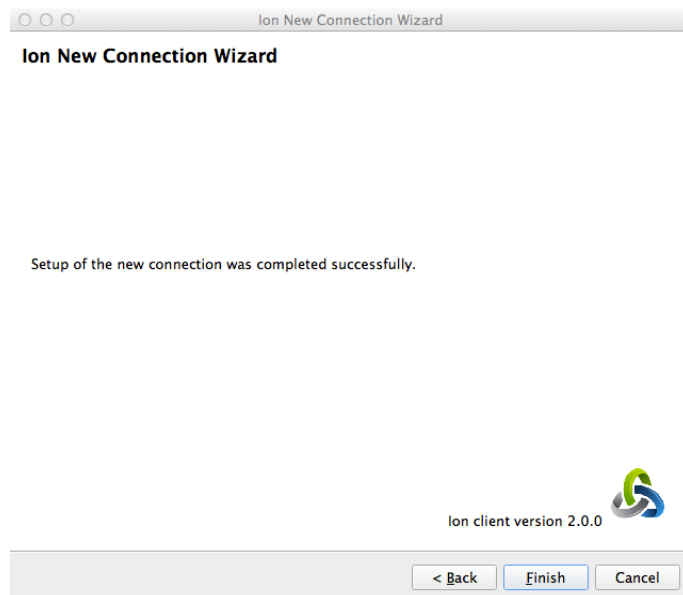 Ion New Connection Wizard
Ion New Connection Wizard
Setup of the new connection was completed successfully.
Ion client version 2.0.0
< Back Finish Cancel